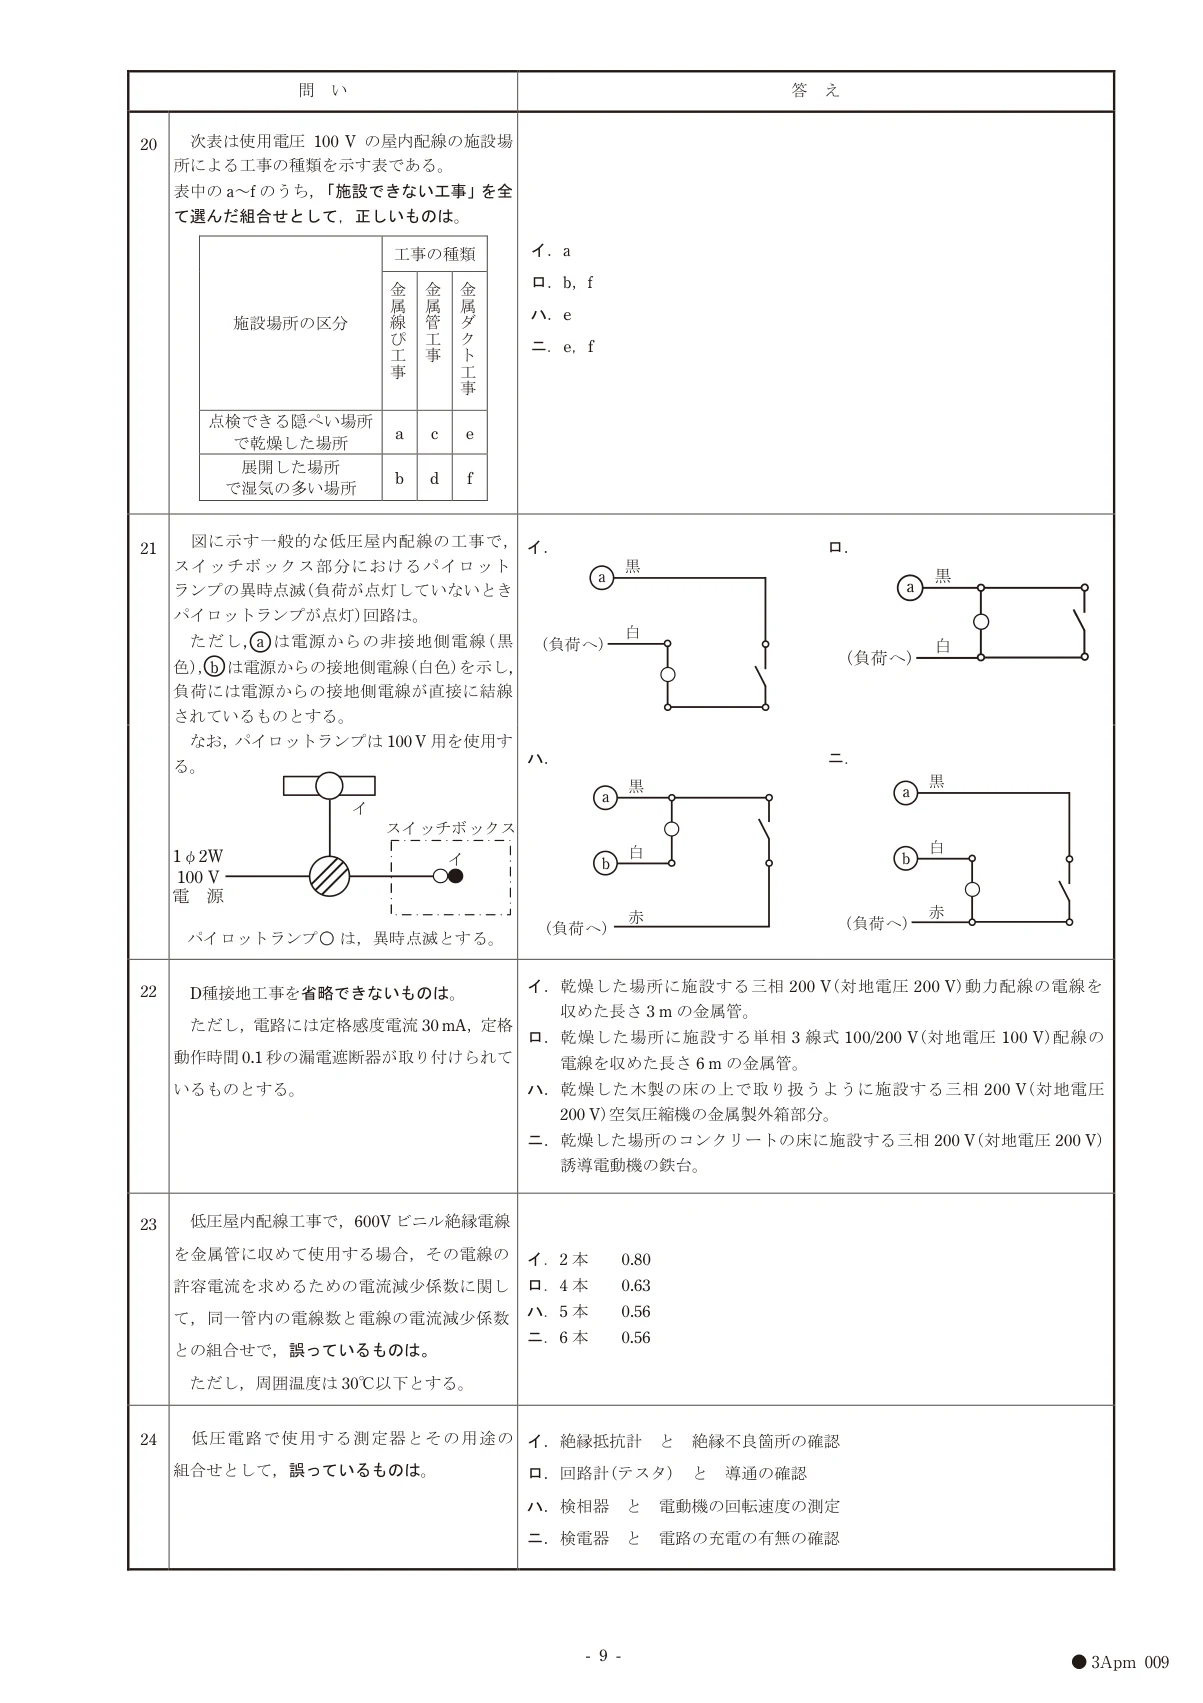 問　い
答　え
20
次表は使用電圧 100 V の屋内配線の施設場
所による工事の種類を示す表である。
表中の a～f のうち，「施設できない工事」を全
て選んだ組合せとして，正しいものは。
工事の種類
施設場所の区分
金属線ぴ工事
金属管工事
金属ダクト工事
点検できる隠ぺい場所
で乾燥した場所
a
c
e
展開した場所
で湿気の多い場所
b
d
f
イ．a
ロ．b，f
ハ．e
ニ．e，f
21
図に示す一般的な低圧屋内配線の工事で，
スイッチボックス部分におけるパイロット
ランプの異時点滅(負荷が点灯していないとき
パイロットランプが点灯)回路は。
ただし，ⓐは電源からの非接地側電線(黒
色)，ⓑは電源からの接地側電線(白色)を示し，
負荷には電源からの接地側電線が直接に結線
されているものとする。
なお，パイロットランプは 100 V 用を使用す
る。
イ
スイッチボックス
イ
1φ2W
100 V
電　源
パイロットランプ○ は，異時点滅とする。
イ．
a
黒
(負荷へ)
白
ロ．
a
黒
(負荷へ)
白
ハ．
a
黒
b
白
(負荷へ)
赤
ニ．
a
黒
b
白
(負荷へ)
赤
22
D種接地工事を省略できないものは。
ただし，電路には定格感度電流 30 mA，定格
動作時間 0.1 秒の漏電遮断器が取り付けられて
いるものとする。
イ．乾燥した場所に施設する三相 200 V(対地電圧 200 V)動力配線の電線を
収めた長さ 3 m の金属管。
ロ．乾燥した場所に施設する単相 3 線式 100/200 V(対地電圧 100 V)配線の
電線を収めた長さ 6 m の金属管。
ハ．乾燥した木製の床の上で取り扱うように施設する三相 200 V(対地電圧
200 V)空気圧縮機の金属製外箱部分。
ニ．乾燥した場所のコンクリートの床に施設する三相 200 V(対地電圧 200 V)
誘導電動機の鉄台。
23
低圧屋内配線工事で，600V ビニル絶縁電線
を金属管に収めて使用する場合，その電線の
許容電流を求めるための電流減少係数に関し
て，同一管内の電線数と電線の電流減少係数
との組合せで，誤っているものは。
ただし，周囲温度は 30℃以下とする。
イ．2 本　　0.80
ロ．4 本　　0.63
ハ．5 本　　0.56
ニ．6 本　　0.56
24
低圧電路で使用する測定器とその用途の
組合せとして，誤っているものは。
イ．絶縁抵抗計　と　絶縁不良箇所の確認
ロ．回路計(テスタ)　と　導通の確認
ハ．検相器　と　電動機の回転速度の測定
ニ．検電器　と　電路の充電の有無の確認
- 9 -
●3Apm 009